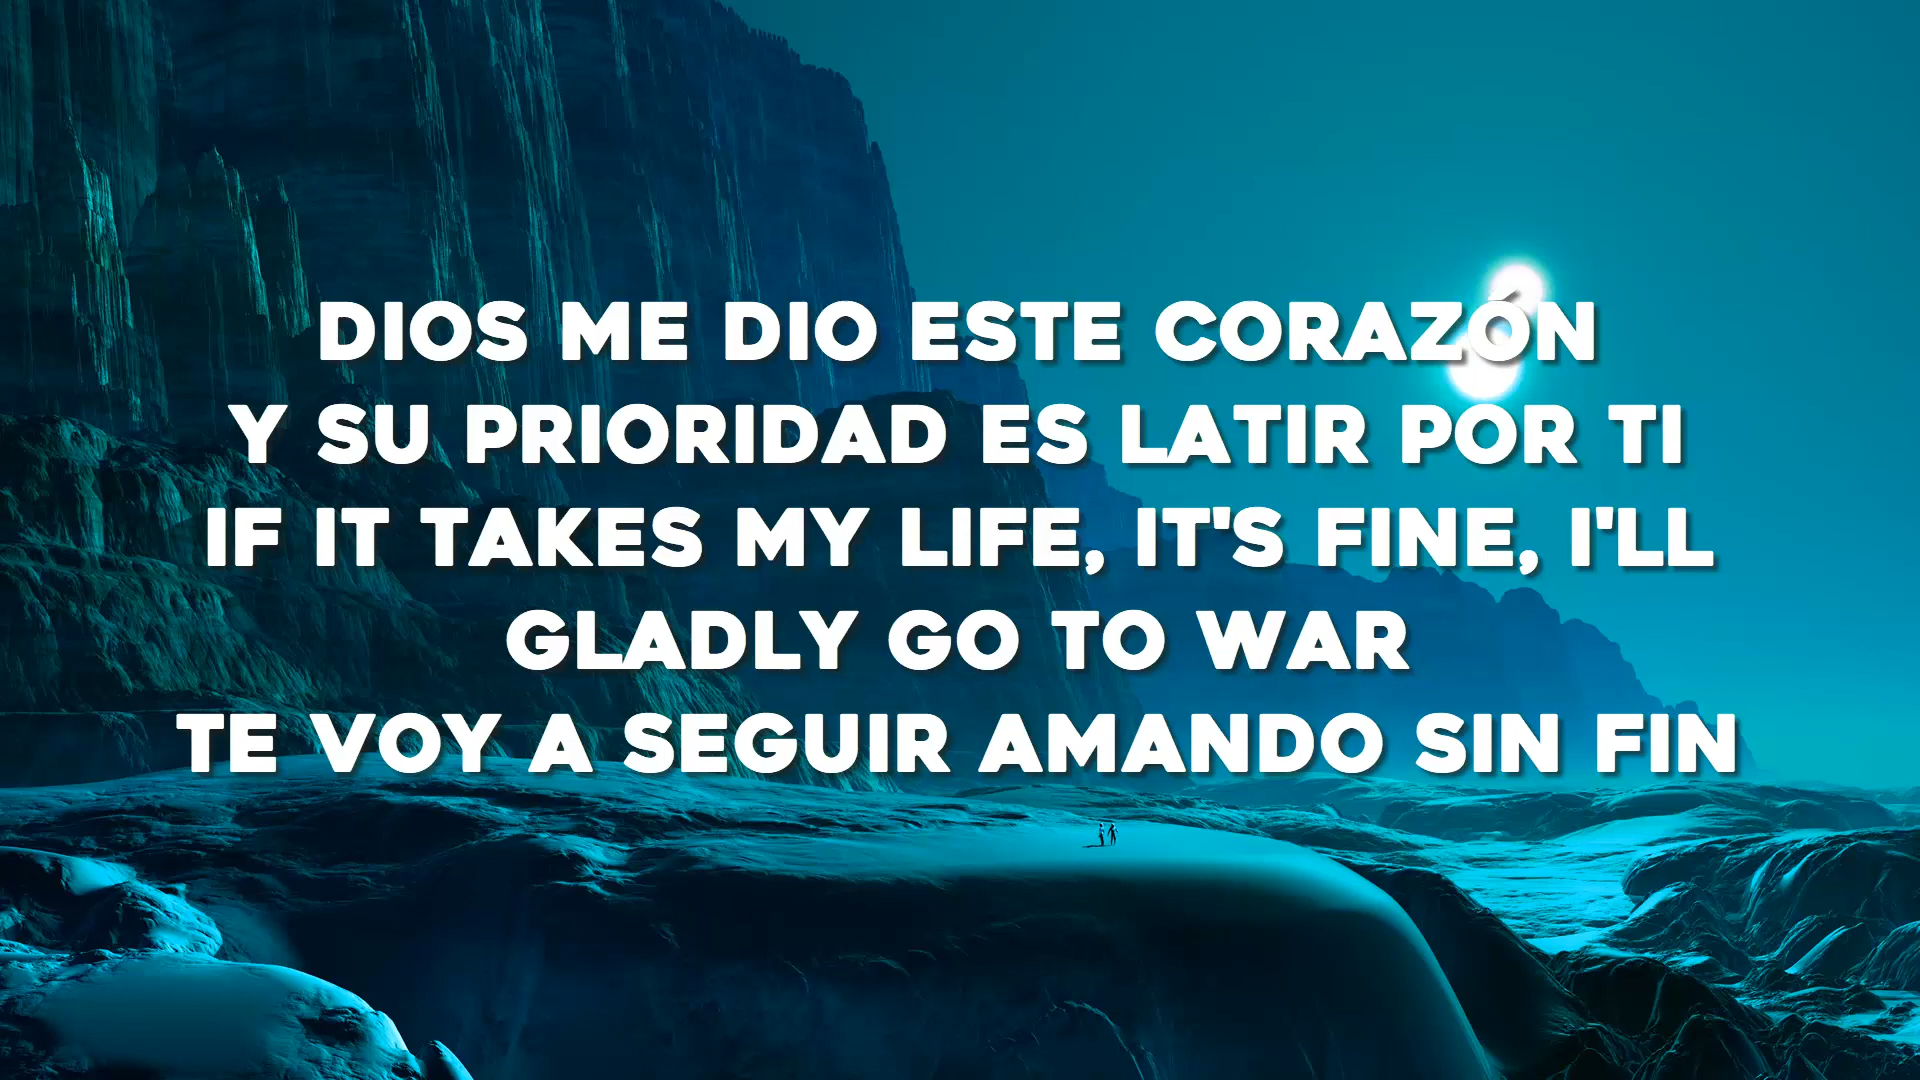 DIOS ME DIO ESTE CORAZÓN
Y SU PRIORIDAD ES LATIR POR TI
IF IT TAKES MY LIFE, IT'S FINE, I'LL
GLADLY GO TO WAR
TE VOY A SEGUIR AMANDO SIN FIN